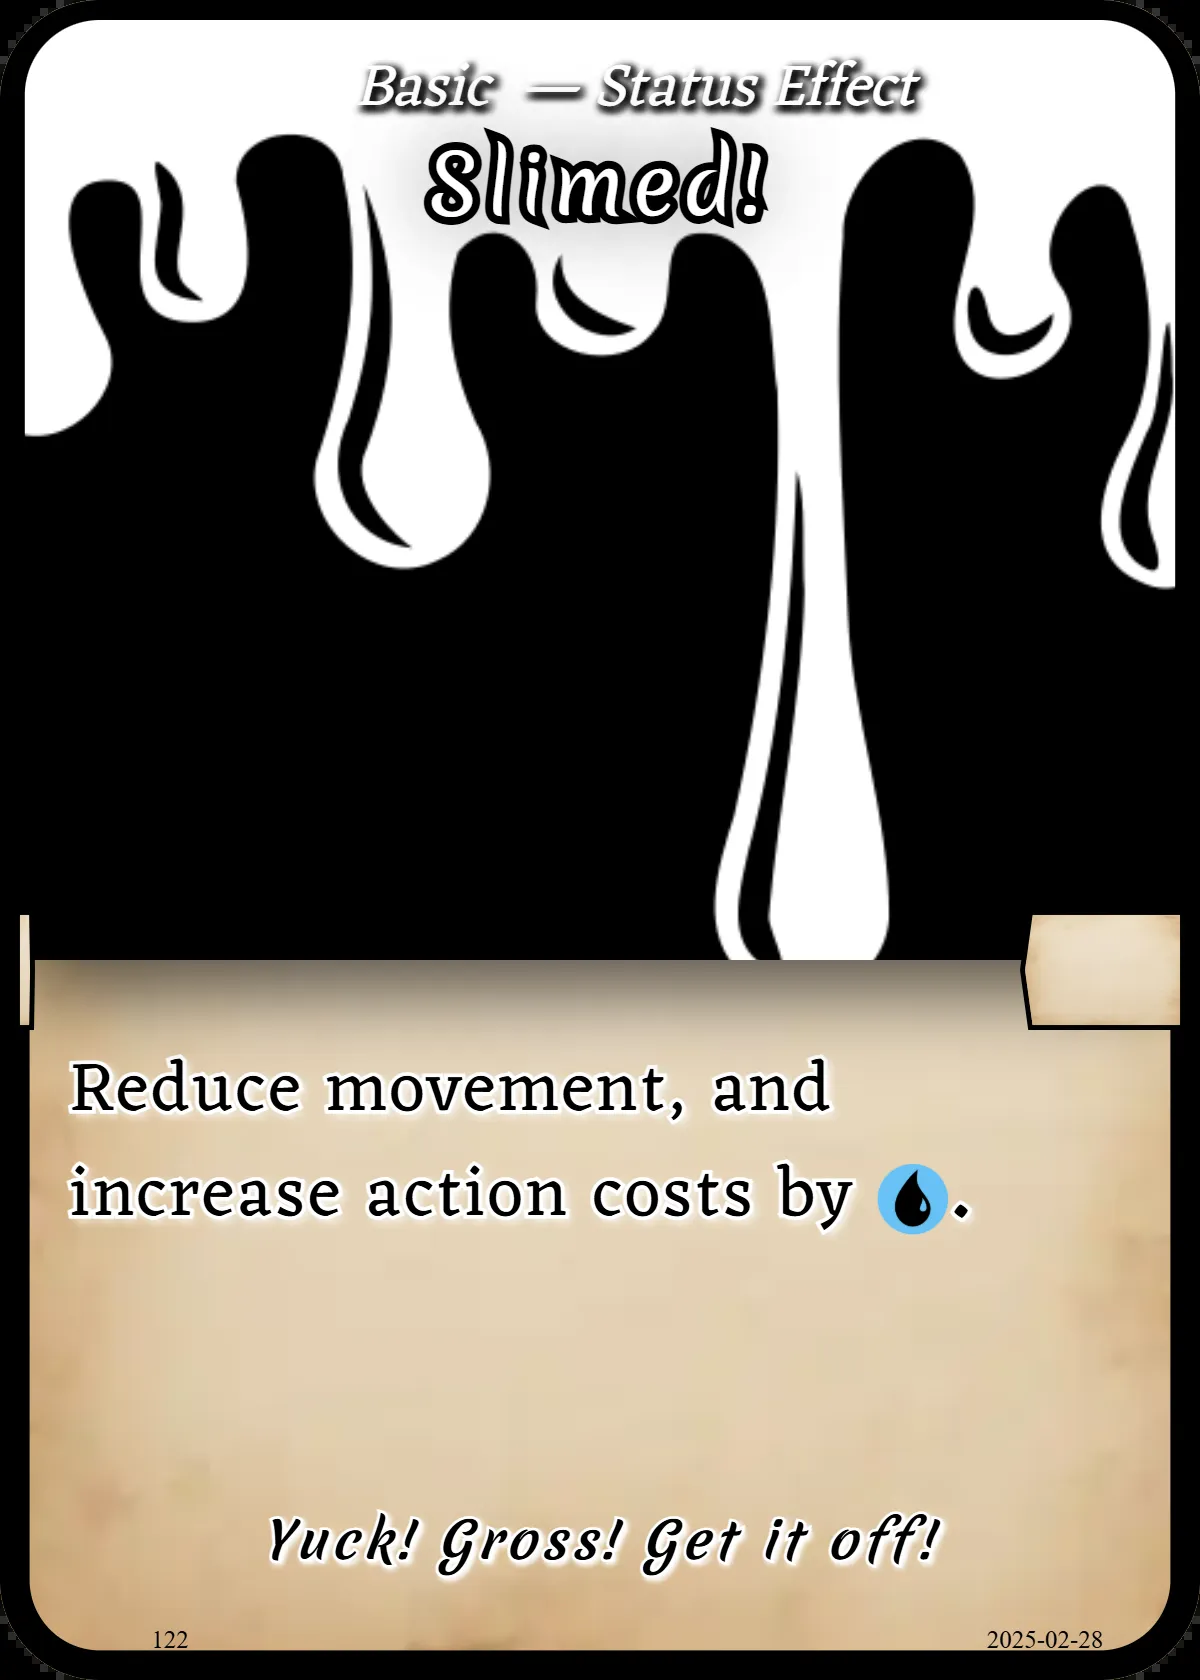 Basic — Status Effect
Slimed!
Reduce movement, and
increase action costs by .
Yuck! Gross! Get it off!
122
2025-02-28